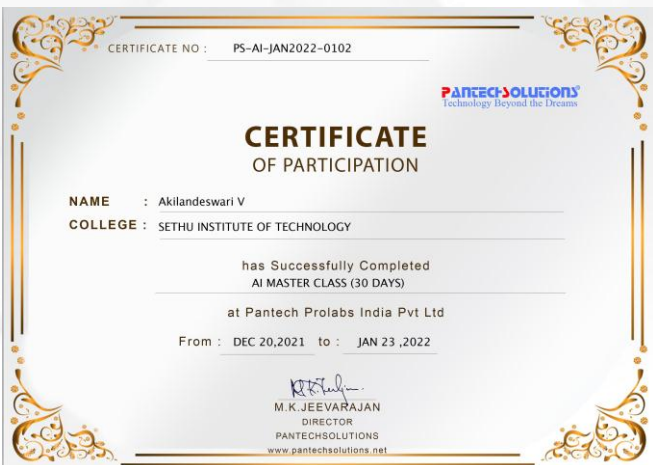 CERTIFICATE NO : PS-AI-JAN2022-0102
PANTECHSOLUTIONS
Technology Beyond the Dreams
CERTIFICATE
OF PARTICIPATION
NAME : Akilandeswari V
COLLEGE : SETHU INSTITUTE OF TECHNOLOGY
has Successfully Completed
AI MASTER CLASS (30 DAYS)
at Pantech Prolabs India Pvt Ltd
From : DEC 20,2021 to : JAN 23 ,2022
M.K.JEEVARAJAN
DIRECTOR
PANTECHSOLUTIONS
www.pantechsolutions.net